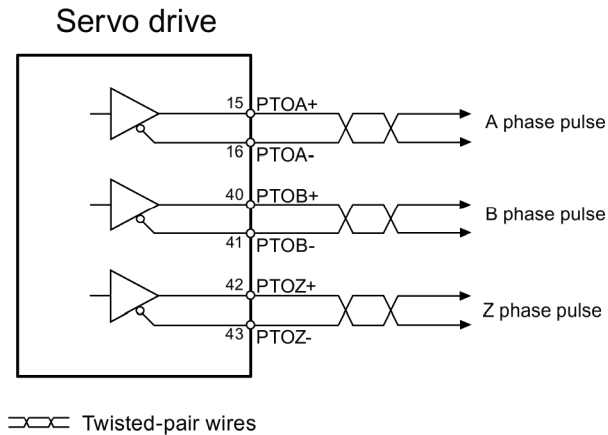 Servo drive
15 PTOA+
16 PTOA-
A phase pulse
40 PTOB+
41 PTOB-
B phase pulse
42 PTOZ+
43 PTOZ-
Z phase pulse
Twisted-pair wires